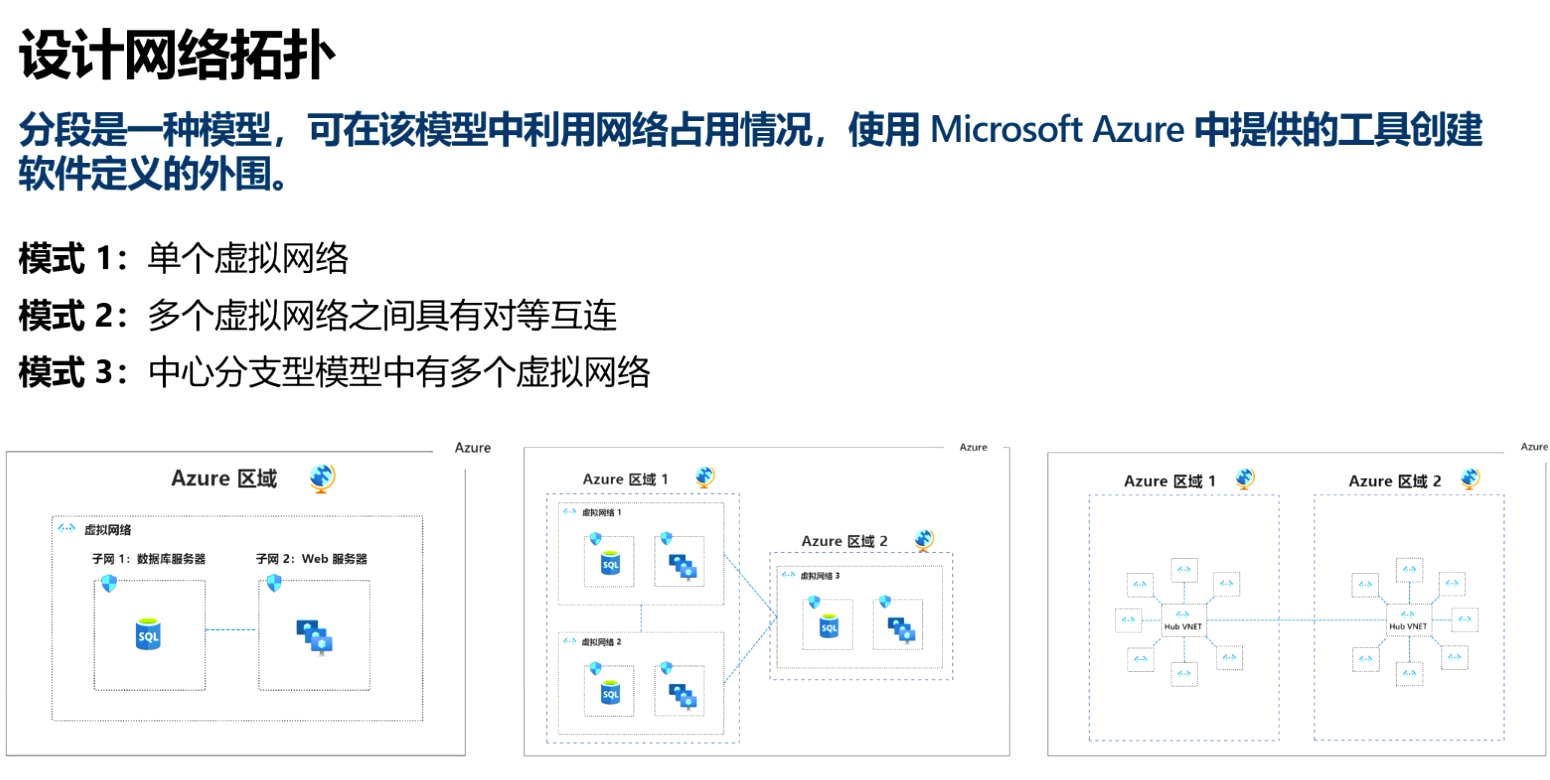 设计网络拓扑
分段是一种模型，可在该模型中利用网络占用情况，使用 Microsoft Azure 中提供的工具创建
软件定义的外围。
模式 1：单个虚拟网络
模式 2：多个虚拟网络之间具有对等互连
模式 3：中心分支型模型中有多个虚拟网络
Azure
Azure 区域
虚拟网络
子网 1：数据库服务器
子网 2：Web 服务器
SQL
Azure
Azure 区域 1
虚拟网络 1
SQL
虚拟网络 2
SQL
Azure 区域 2
虚拟网络 3
SQL
Azure
Azure 区域 1
Hub VNET
Azure 区域 2
Hub VNET